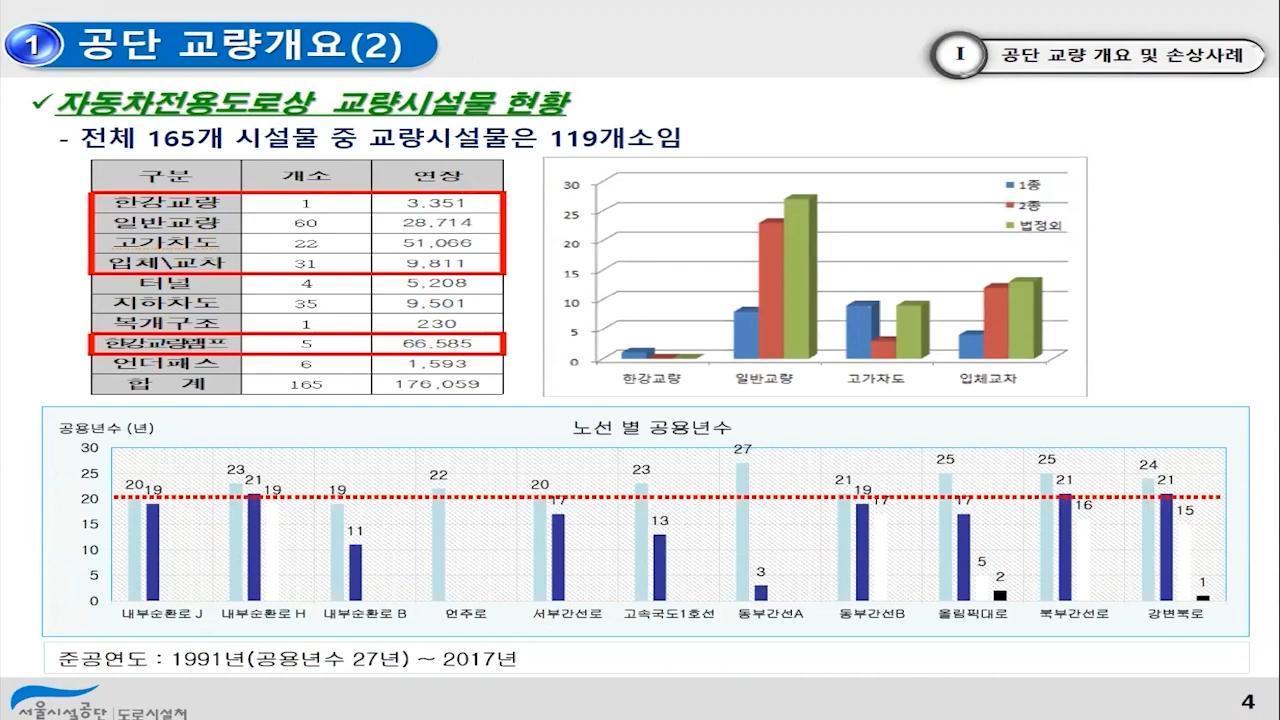 1 공단 교량개요(2)
I 공단 교량 개요 및 손상사례
✓ 자동차전용도로상 교량시설물 현황
- 전체 165개 시설물 중 교량시설물은 119개소임
구분 개소 연장
한강교량 1 3,351
일반교량 60 28,714
고가차도 22 51,066
입체\교차 31 9,811
터널 4 5,208
지하차도 35 9,501
복개구조 1 230
한강교량램프 5 66,585
언더패스 6 1,593
합 계 165 176,059
30
25
20
15
10
5
0
1종
2종
법정외
한강교량 일반교량 고가차도 입체교차
공용년수 (년)
노선 별 공용년수
30
25
20
15
10
5
0
20 19
23 21 19
19 11
22
20 17
23 13
27 3
21 19 17
25 17 5 2
25 21 16
24 21 15 1
내부순환로 J 내부순환로 H 내부순환로 B 언주로 서부간선로 고속국도1호선 동부간선A 동부간선B 올림픽대로 북부간선로 강변북로
준공연도 : 1991년(공용년수 27년) ~ 2017년
서울시설공단 | 도로시설처
4